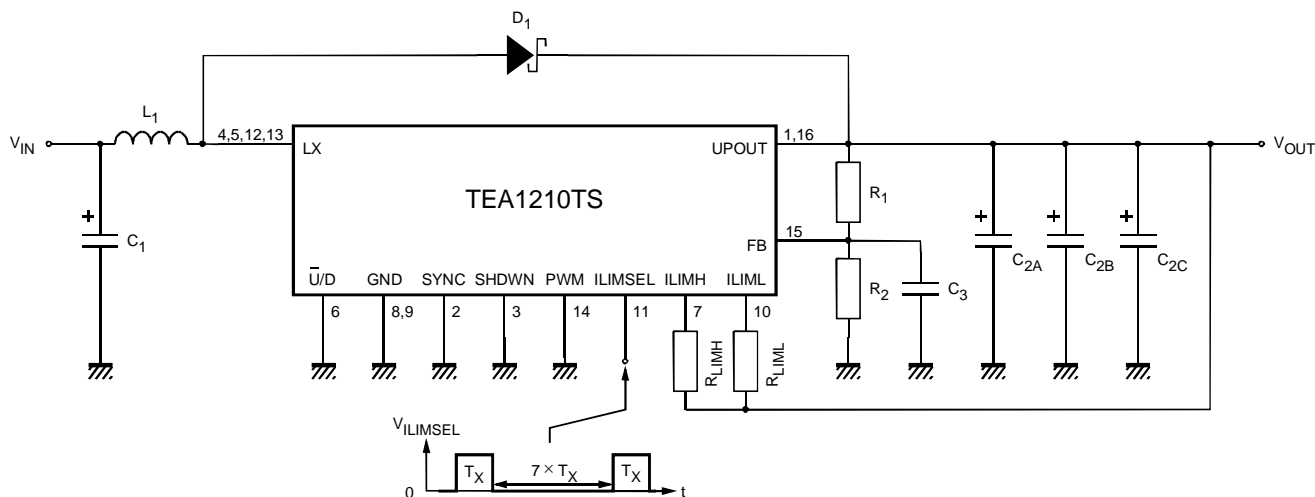 D1
L1
VIN
4,5,12,13
LX
UPOUT
1,16
VOUT
TEA1210TS
R1
C1
FB
15
C2A
C2B
C2C
U̅/D
GND
SYNC
SHDWN
PWM
ILIMSEL
ILIMH
ILIML
R2
C3
6
8,9
2
3
14
11
7
10
RLIMH
RLIML
VILIMSEL
TX
7 × TX
TX
0
t